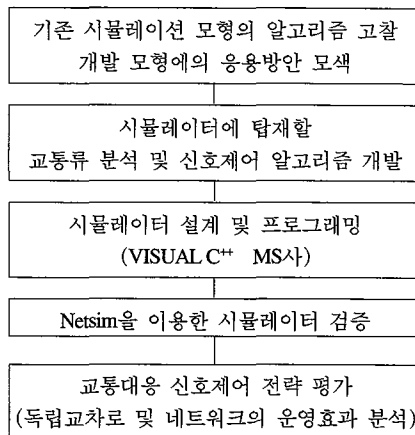 기존 시뮬레이션 모형의 알고리즘 고찰
개발 모형에의 응용방안 모색
시뮬레이터에 탑재할
교통류 분석 및 신호제어 알고리즘 개발
시뮬레이터 설계 및 프로그래밍
(VISUAL C++ MS사)
Netsim을 이용한 시뮬레이터 검증
교통대응 신호제어 전략 평가
(독립교차로 및 네트워크의 운영효과 분석)